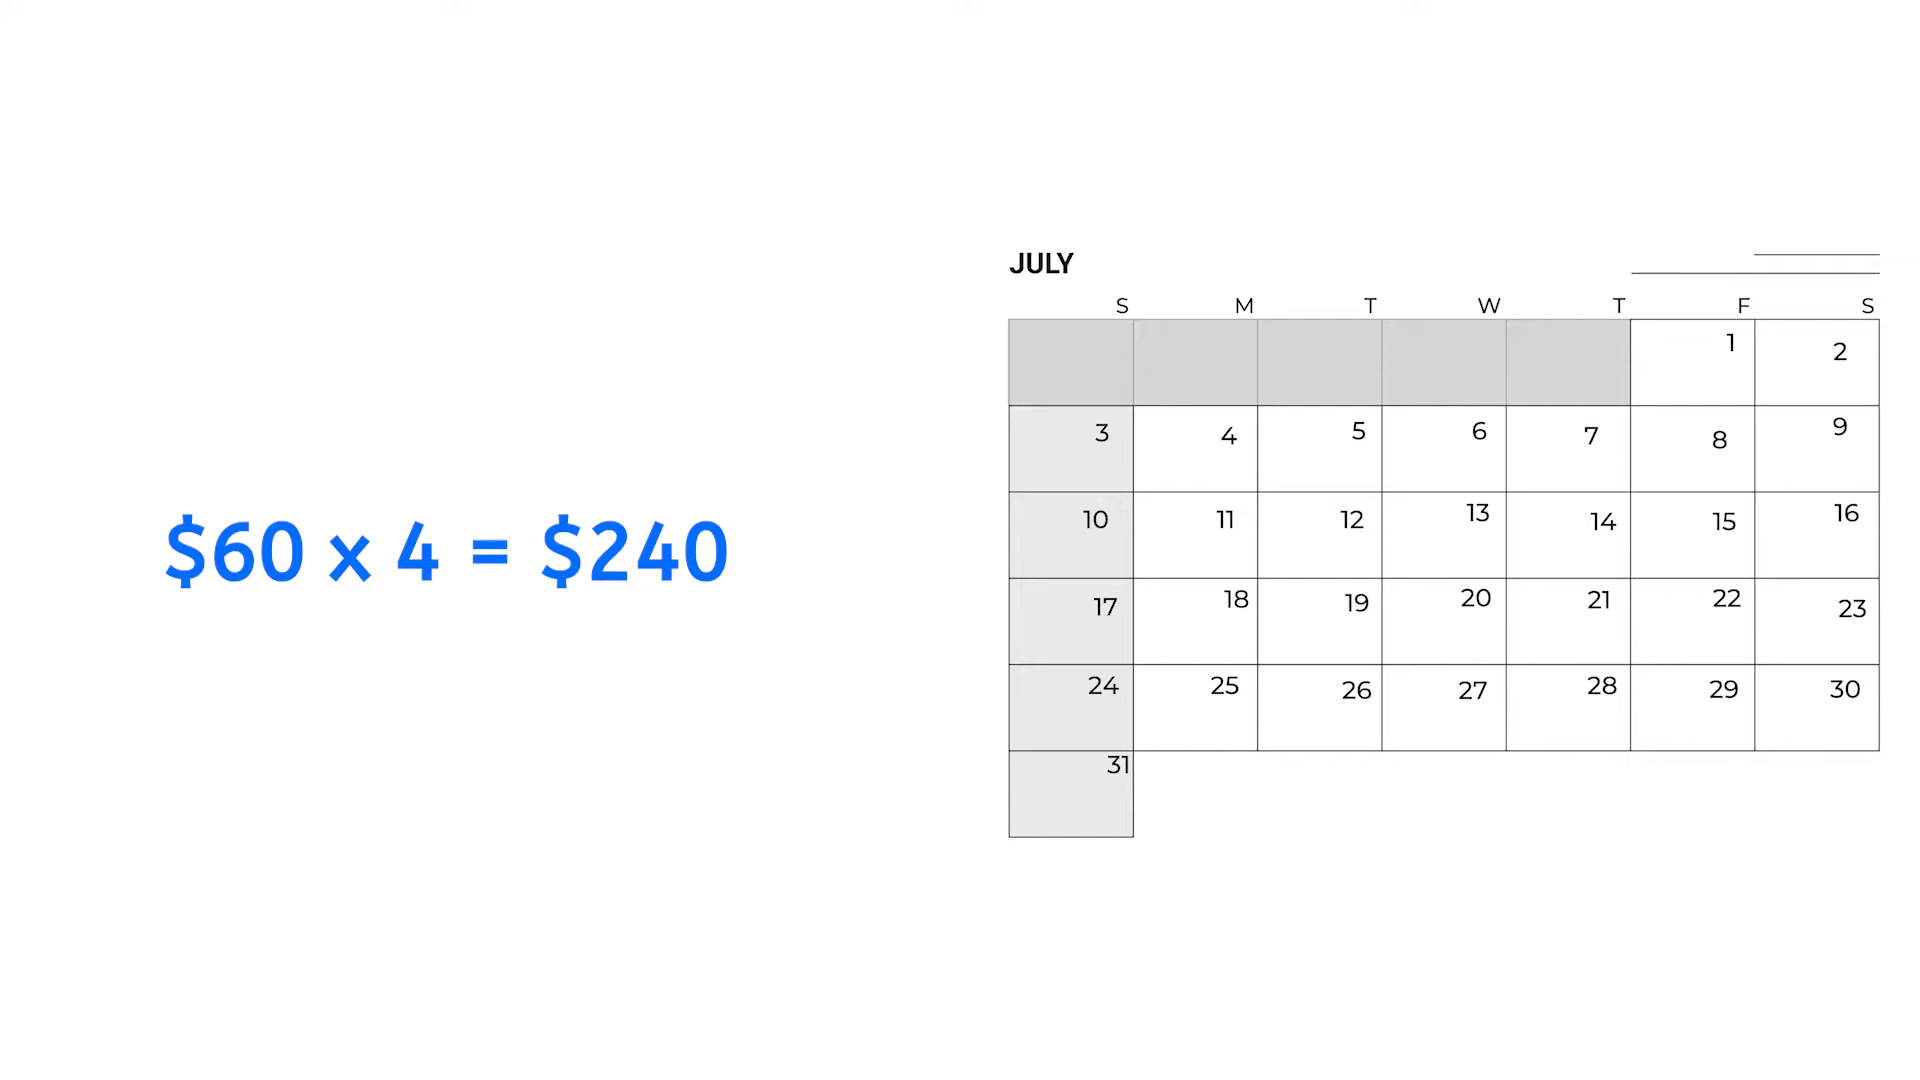 $60 x 4 = $240
JULY
S M T W T F S
1 2
3 4 5 6 7 8 9
10 11 12 13 14 15 16
17 18 19 20 21 22 23
24 25 26 27 28 29 30
31